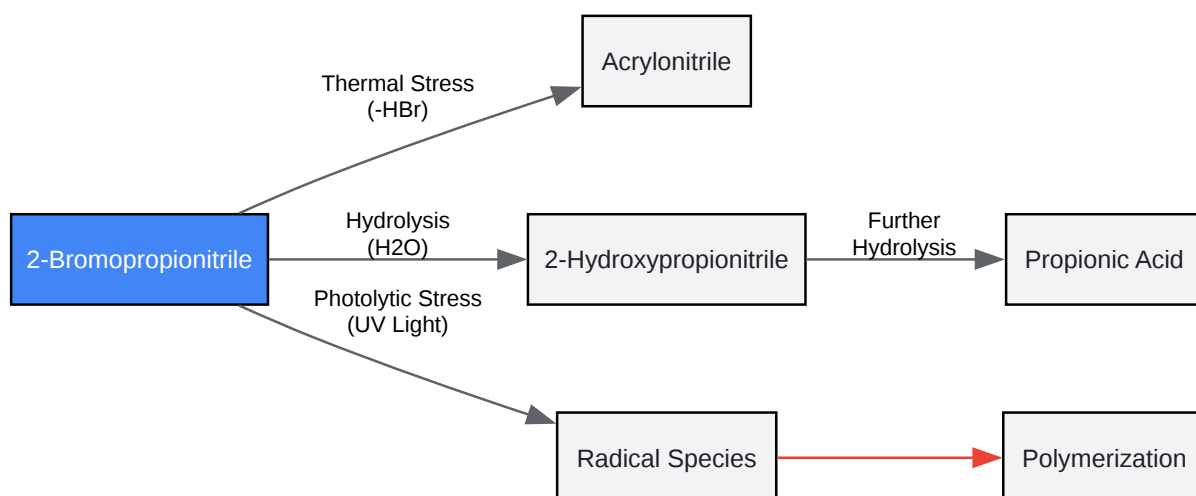 Acrylonitrile
Thermal Stress
(-HBr)
2-Bromopropionitrile
Hydrolysis
(H2O)
2-Hydroxypropionitrile
Further
Hydrolysis
Propionic Acid
Photolytic Stress
(UV Light)
Radical Species
Polymerization